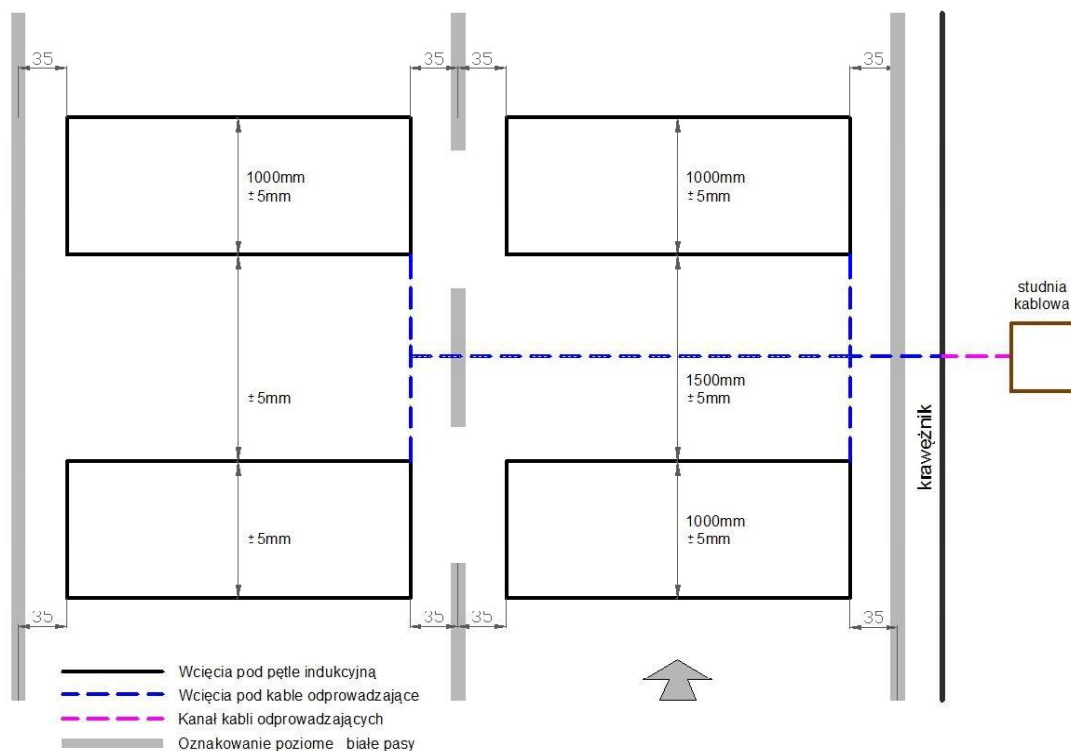 35
35
35
35
1000mm
±5mm
1000mm
±5mm
studnia
kablowa
±5mm
1500mm
±5mm
krawężnik
±5mm
1000mm
±5mm
35
35
35
35
Wcięcia pod pętle indukcyjną
Wcięcia pod kable odprowadzające
Kanał kabli odprowadzających
Oznakowanie poziome białe pasy